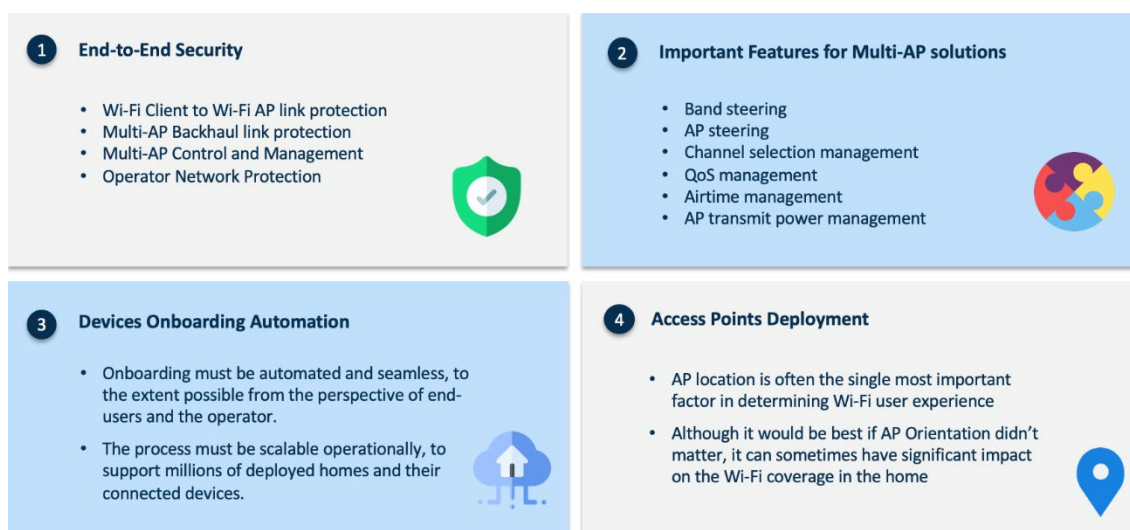 1 End-to-End Security
• Wi-Fi Client to Wi-Fi AP link protection
• Multi-AP Backhaul link protection
• Multi-AP Control and Management
• Operator Network Protection
2 Important Features for Multi-AP solutions
• Band steering
• AP steering
• Channel selection management
• QoS management
• Airtime management
• AP transmit power management
3 Devices Onboarding Automation
• Onboarding must be automated and seamless, to
the extent possible from the perspective of end-
users and the operator.
• The process must be scalable operationally, to
support millions of deployed homes and their
connected devices.
4 Access Points Deployment
• AP location is often the single most important
factor in determining Wi-Fi user experience
• Although it would be best if AP Orientation didn’t
matter, it can sometimes have significant impact
on the Wi-Fi coverage in the home